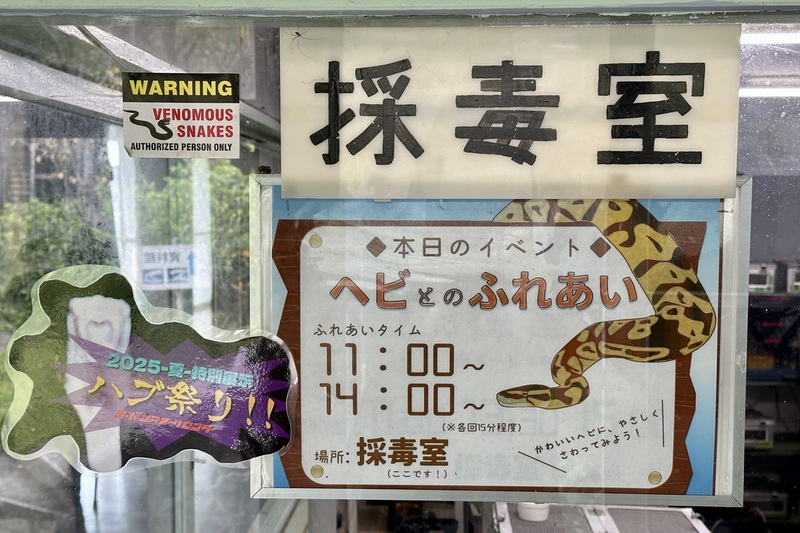 採毒室
WARNING
VENOMOUS
SNAKES
AUTHORIZED PERSON ONLY
◆本日のイベント◆
ヘビとのふれあい
ふれあいタイム
11：00～
14：00～
(※各回15分程度)
場所: 採毒室
(ここです！)
かわいいヘビに、やさしく
さわってみよう！
2025-夏-特別展示
ハブ祭り!!
資料館